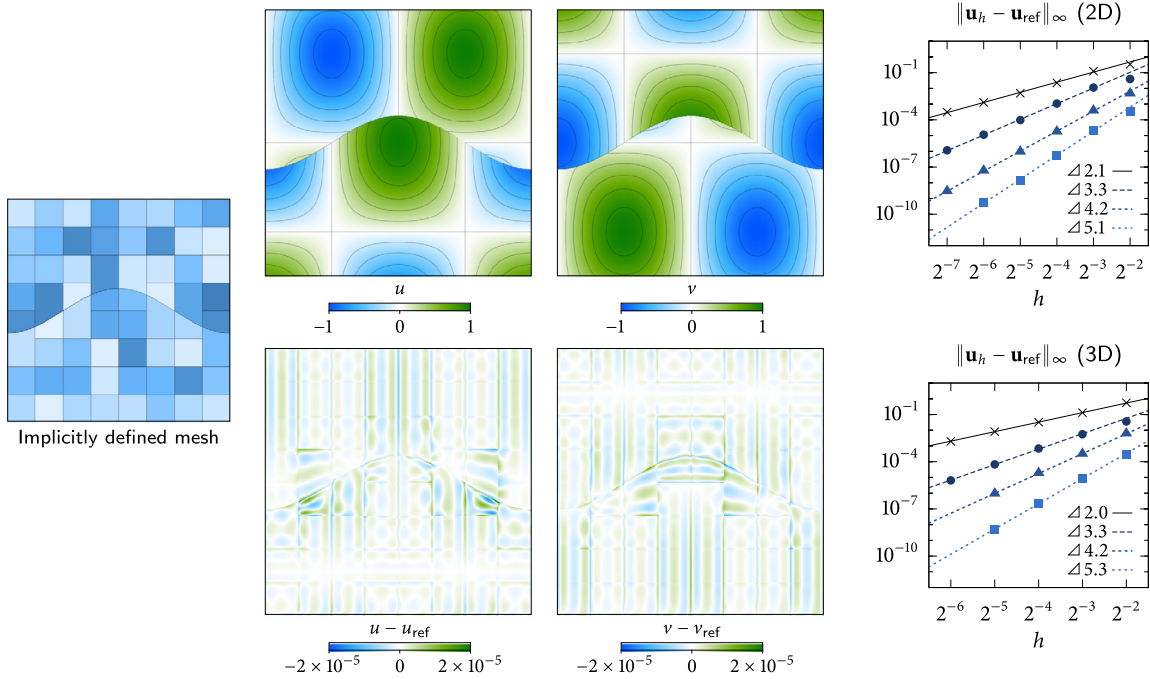 Implicitly defined mesh
u
−1 0 1
v
−1 0 1
u − u_ref
−2 × 10⁻⁵ 0 2 × 10⁻⁵
v − v_ref
−2 × 10⁻⁵ 0 2 × 10⁻⁵
‖u_h − u_ref‖∞ (2D)
10⁻¹
10⁻⁴
10⁻⁷
10⁻¹⁰
⊿ 2.1
⊿ 3.3
⊿ 4.2
⊿ 5.1
2⁻⁷ 2⁻⁶ 2⁻⁵ 2⁻⁴ 2⁻³ 2⁻²
h
‖u_h − u_ref‖∞ (3D)
10⁻¹
10⁻⁴
10⁻⁷
10⁻¹⁰
⊿ 2.0
⊿ 3.3
⊿ 4.2
⊿ 5.3
2⁻⁶ 2⁻⁵ 2⁻⁴ 2⁻³ 2⁻²
h